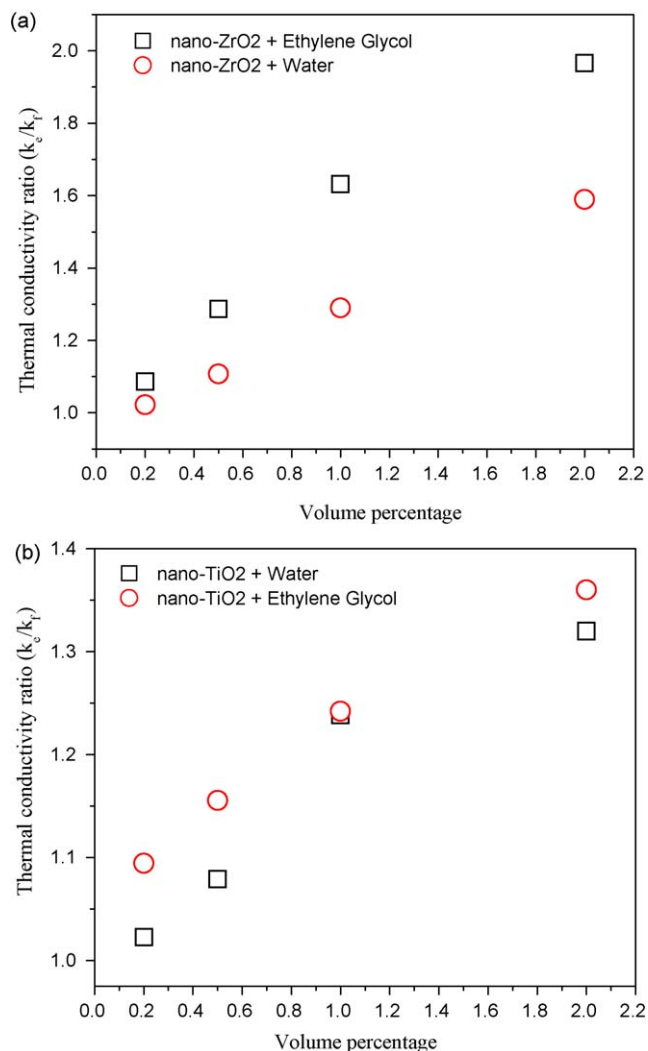 (a)
nano-ZrO2 + Ethylene Glycol
nano-ZrO2 + Water
Thermal conductivity ratio (ke/kf)
2.0
1.8
1.6
1.4
1.2
1.0
0.0 0.2 0.4 0.6 0.8 1.0 1.2 1.4 1.6 1.8 2.0 2.2
Volume percentage
(b)
nano-TiO2 + Water
nano-TiO2 + Ethylene Glycol
Thermal conductivity ratio (ke/kf)
1.4
1.3
1.2
1.1
1.0
0.0 0.2 0.4 0.6 0.8 1.0 1.2 1.4 1.6 1.8 2.0 2.2
Volume percentage